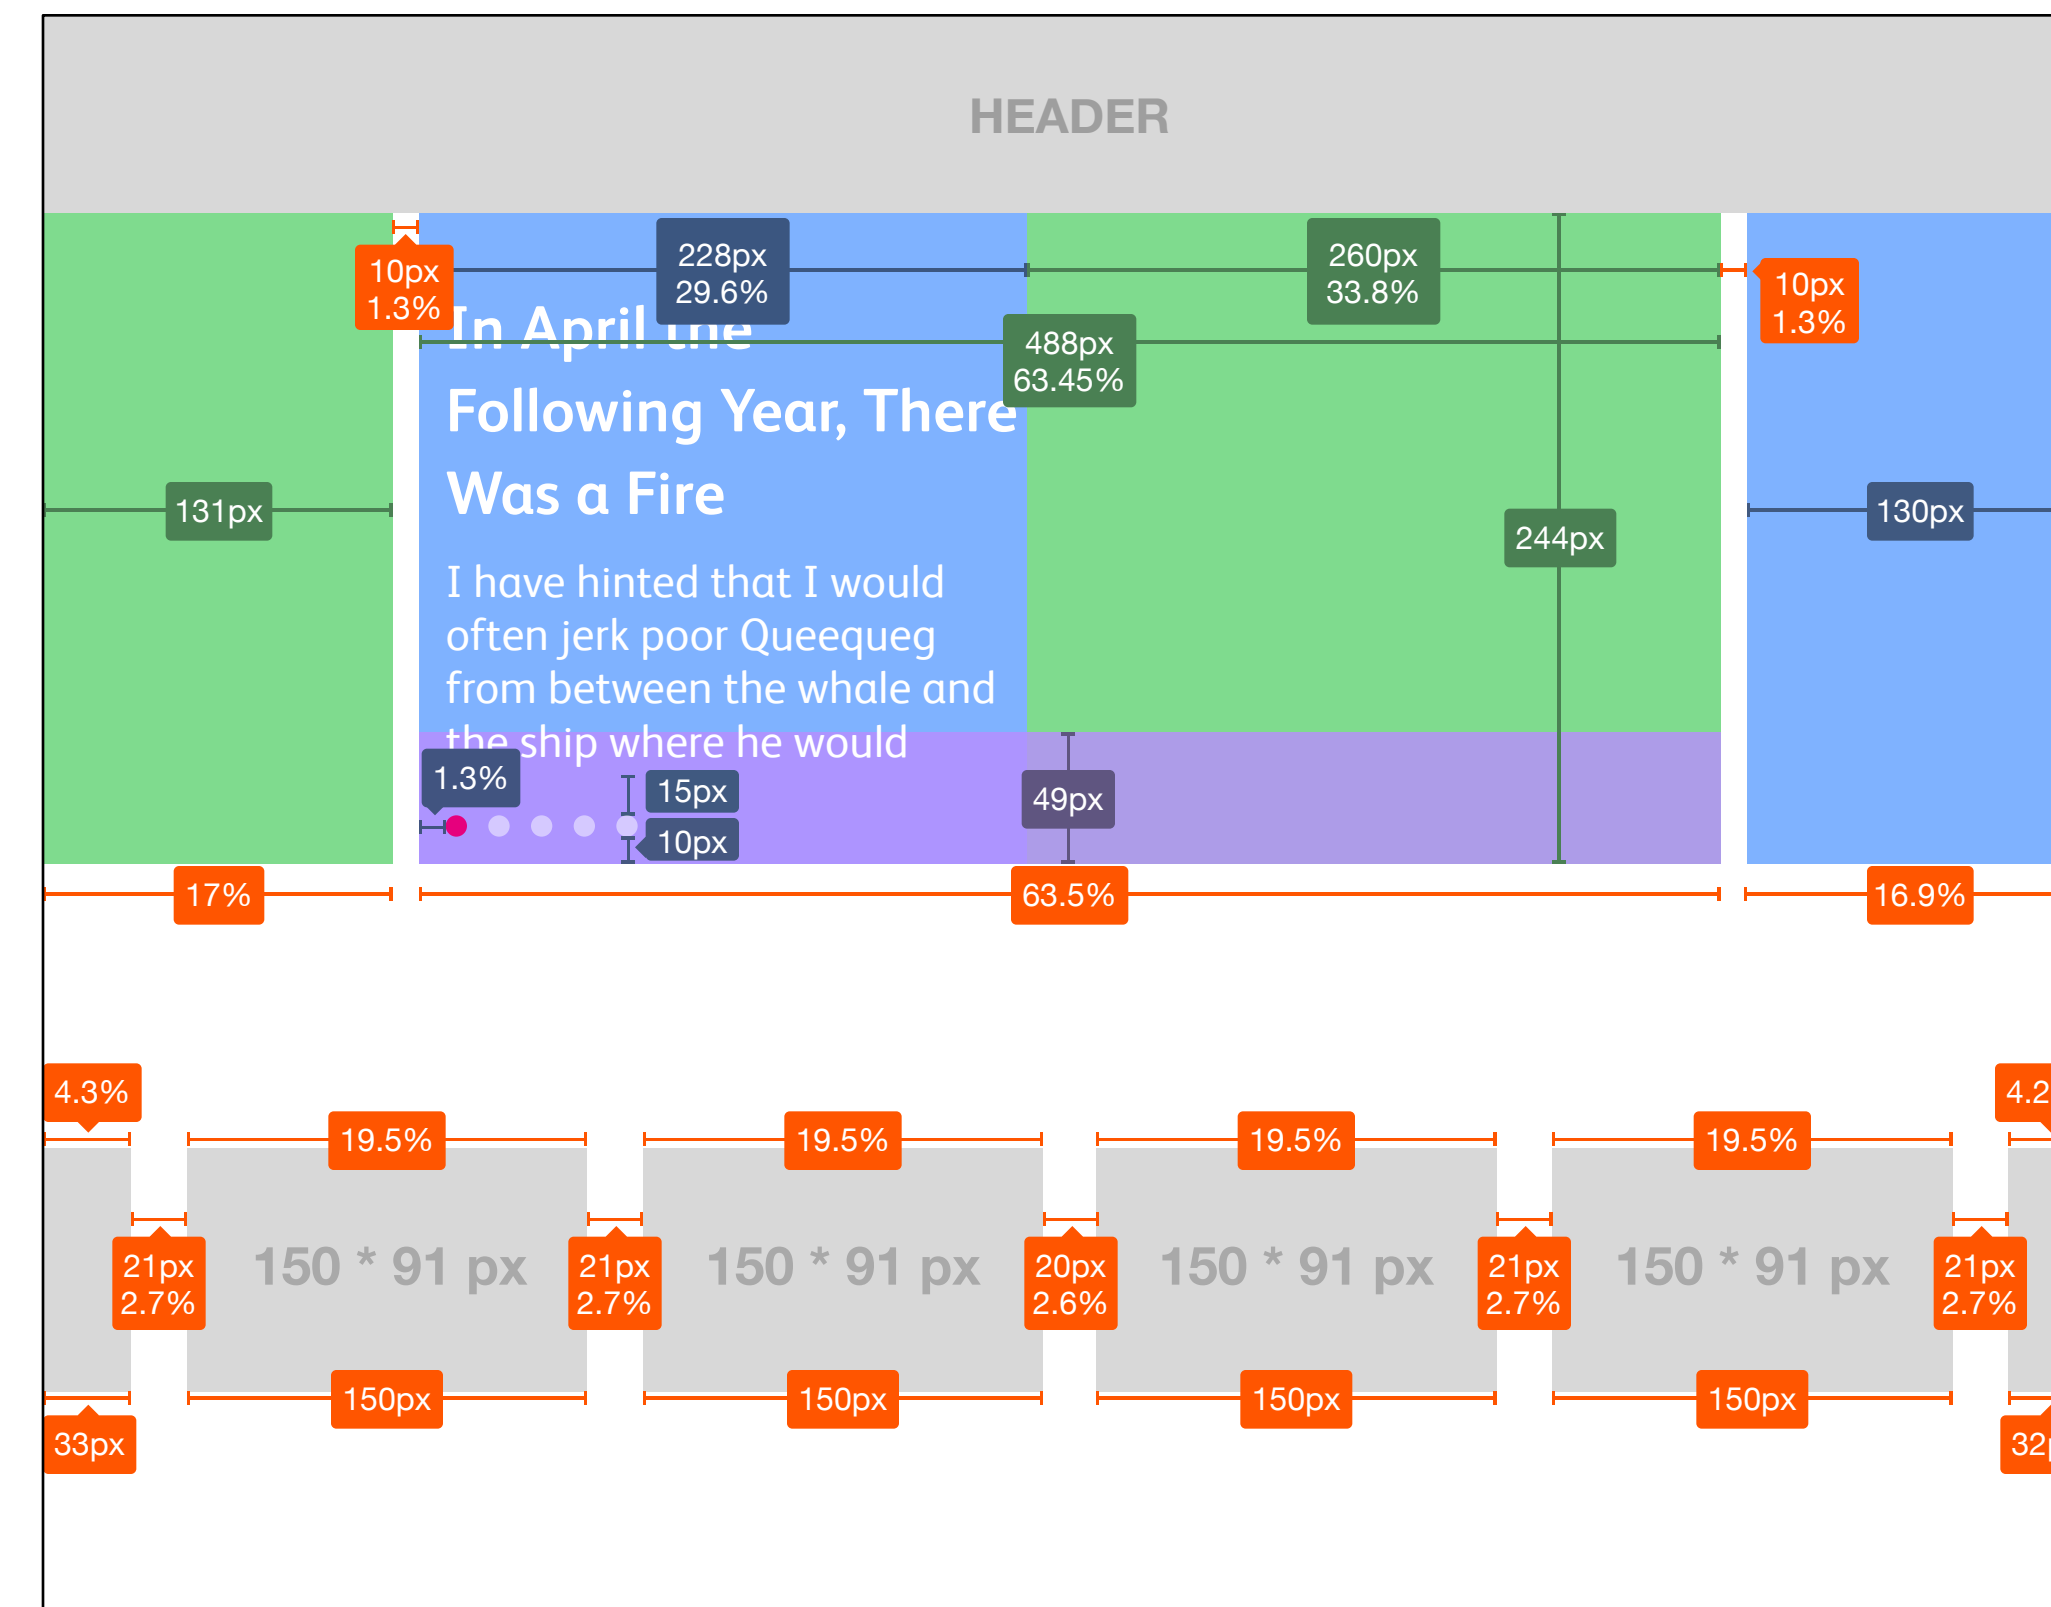 HEADER
10px
1.3%
228px
29.6%
260px
33.8%
10px
1.3%
In April the
488px
63.45%
Following Year, There
Was a Fire
131px
244px
130px
I have hinted that I would
often jerk poor Queequeg
from between the whale and
the ship where he would
1.3%
15px
49px
10px
17%
63.5%
16.9%
4.3%
4.2
19.5%
19.5%
19.5%
19.5%
21px
2.7%
150 * 91 px
21px
2.7%
150 * 91 px
20px
2.6%
150 * 91 px
21px
2.7%
150 * 91 px
21px
2.7%
150px
150px
150px
150px
33px
32